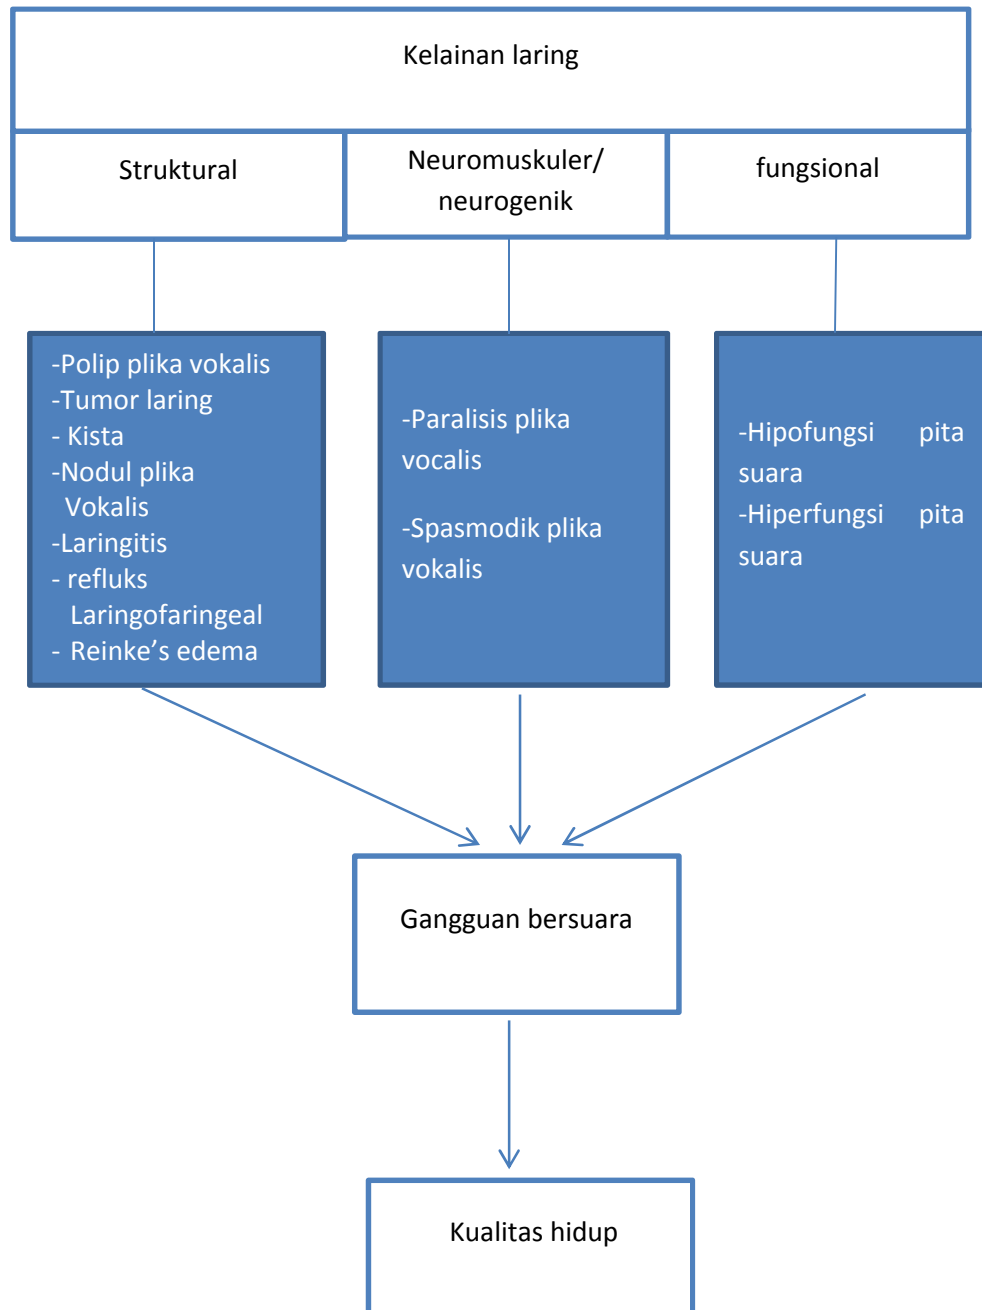 Kelainan laring
Struktural
Neuromuskuler/
neurogenik
fungsional
-Polip plika vokalis
-Tumor laring
- Kista
-Nodul plika
Vokalis
-Laringitis
- refluks
Laringofaringeal
- Reinke’s edema
-Paralisis plika
vocalis
-Spasmodik plika
vokalis
-Hipofungsi pita
suara
-Hiperfungsi pita
suara
Gangguan bersuara
Kualitas hidup